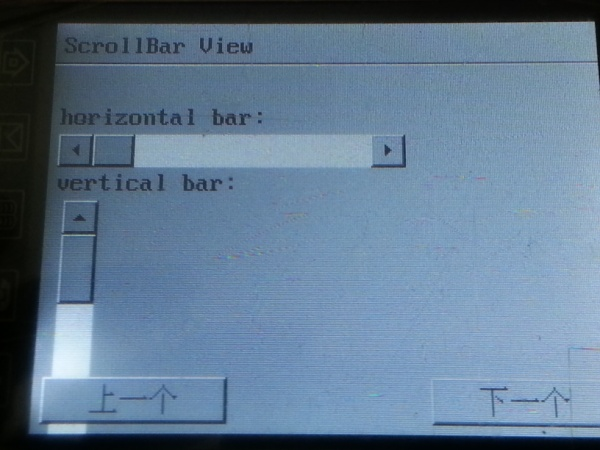 ScrollBar View
horizontal bar:
vertical bar:
上一个
下一个